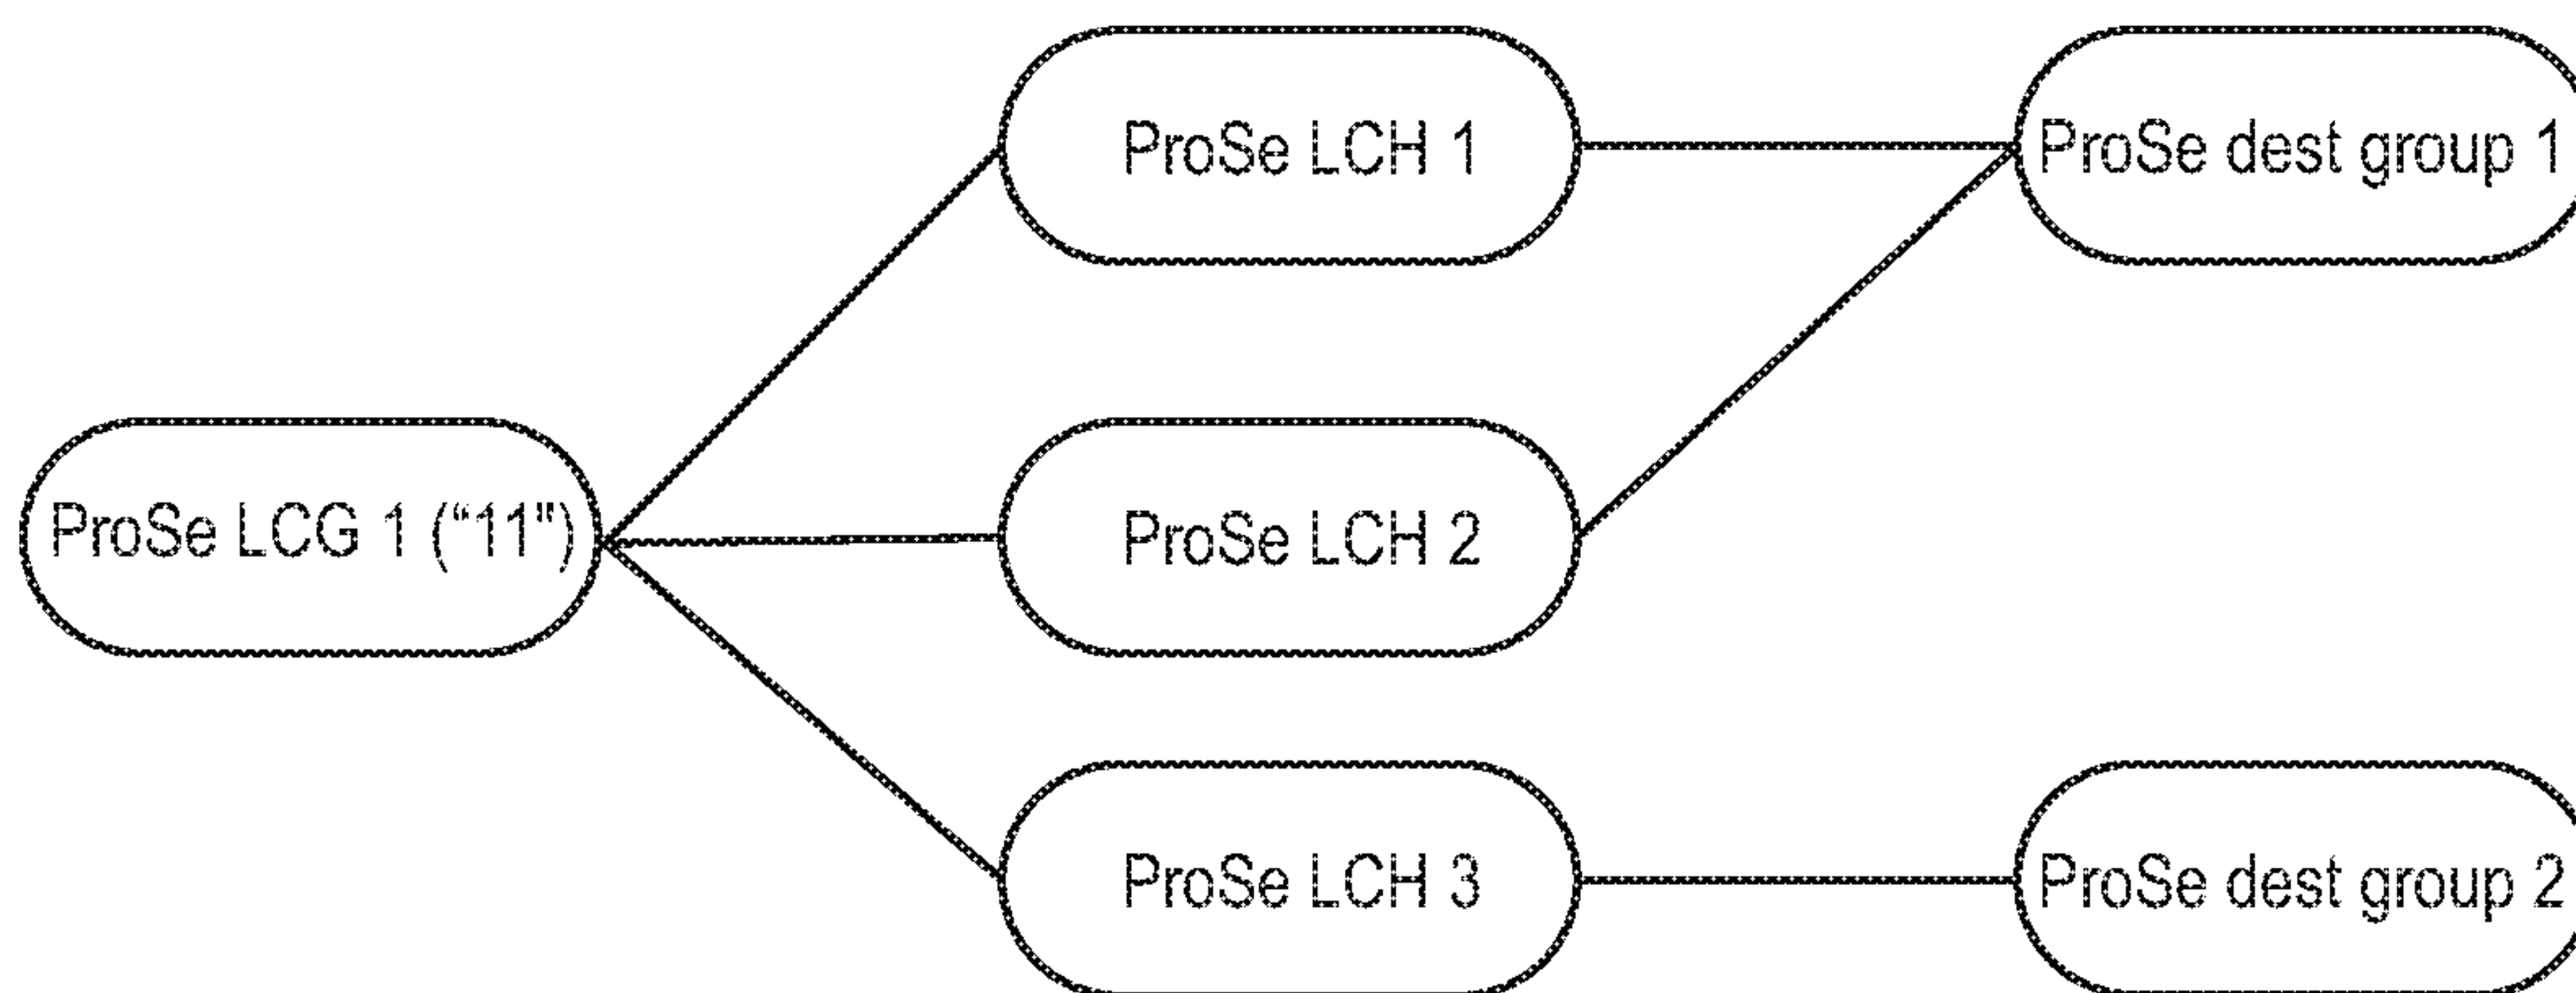 ProSe LCH 1
ProSe dest group 1
ProSe LCG 1 (“11")
ProSe LCH 2
ProSe LCH 3
ProSe dest group 2